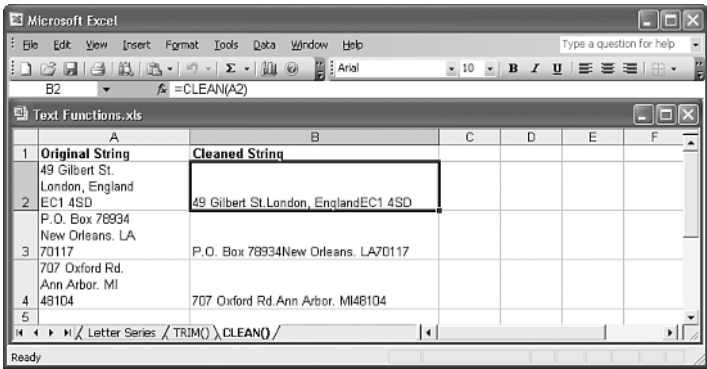 Microsoft Excel
File Edit View Insert Format Tools Data Window Help Type a question for help
Arial 10 B I U
B2 fx =CLEAN(A2)
Text Functions.xls
A B C D E F
1 Original String Cleaned String
49 Gilbert St.
London, England
2 EC1 4SD 49 Gilbert St.London, EnglandEC1 4SD
P.O. Box 78934
New Orleans. LA
3 70117 P.O. Box 78934New Orleans. LA70117
707 Oxford Rd.
Ann Arbor. MI
4 48104 707 Oxford Rd.Ann Arbor. MI48104
5
Letter Series / TRIM() \ CLEAN() /
Ready